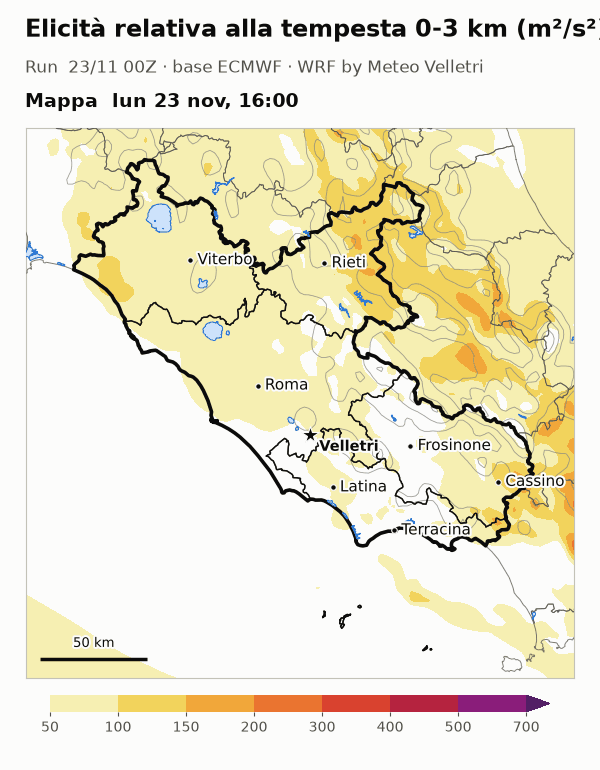 Elicità relativa alla tempesta 0-3 km (m²/s²)
Run  23/11 00Z · base ECMWF · WRF by Meteo Velletri
Mappa  lun 23 nov, 16:00
Viterbo
Rieti
Roma
Velletri
Frosinone
Cassino
Latina
Terracina
50 km
50 100 150 200 300 400 500 700